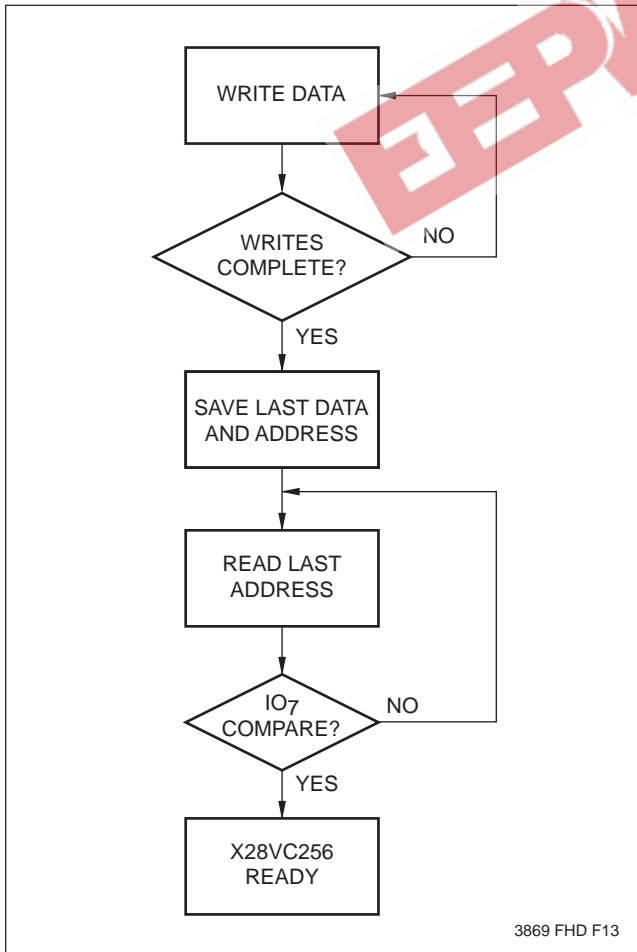 WRITE DATA
WRITES
COMPLETE?
NO
YES
SAVE LAST DATA
AND ADDRESS
READ LAST
ADDRESS
IO7
COMPARE?
NO
YES
X28VC256
READY
3869 FHD F13